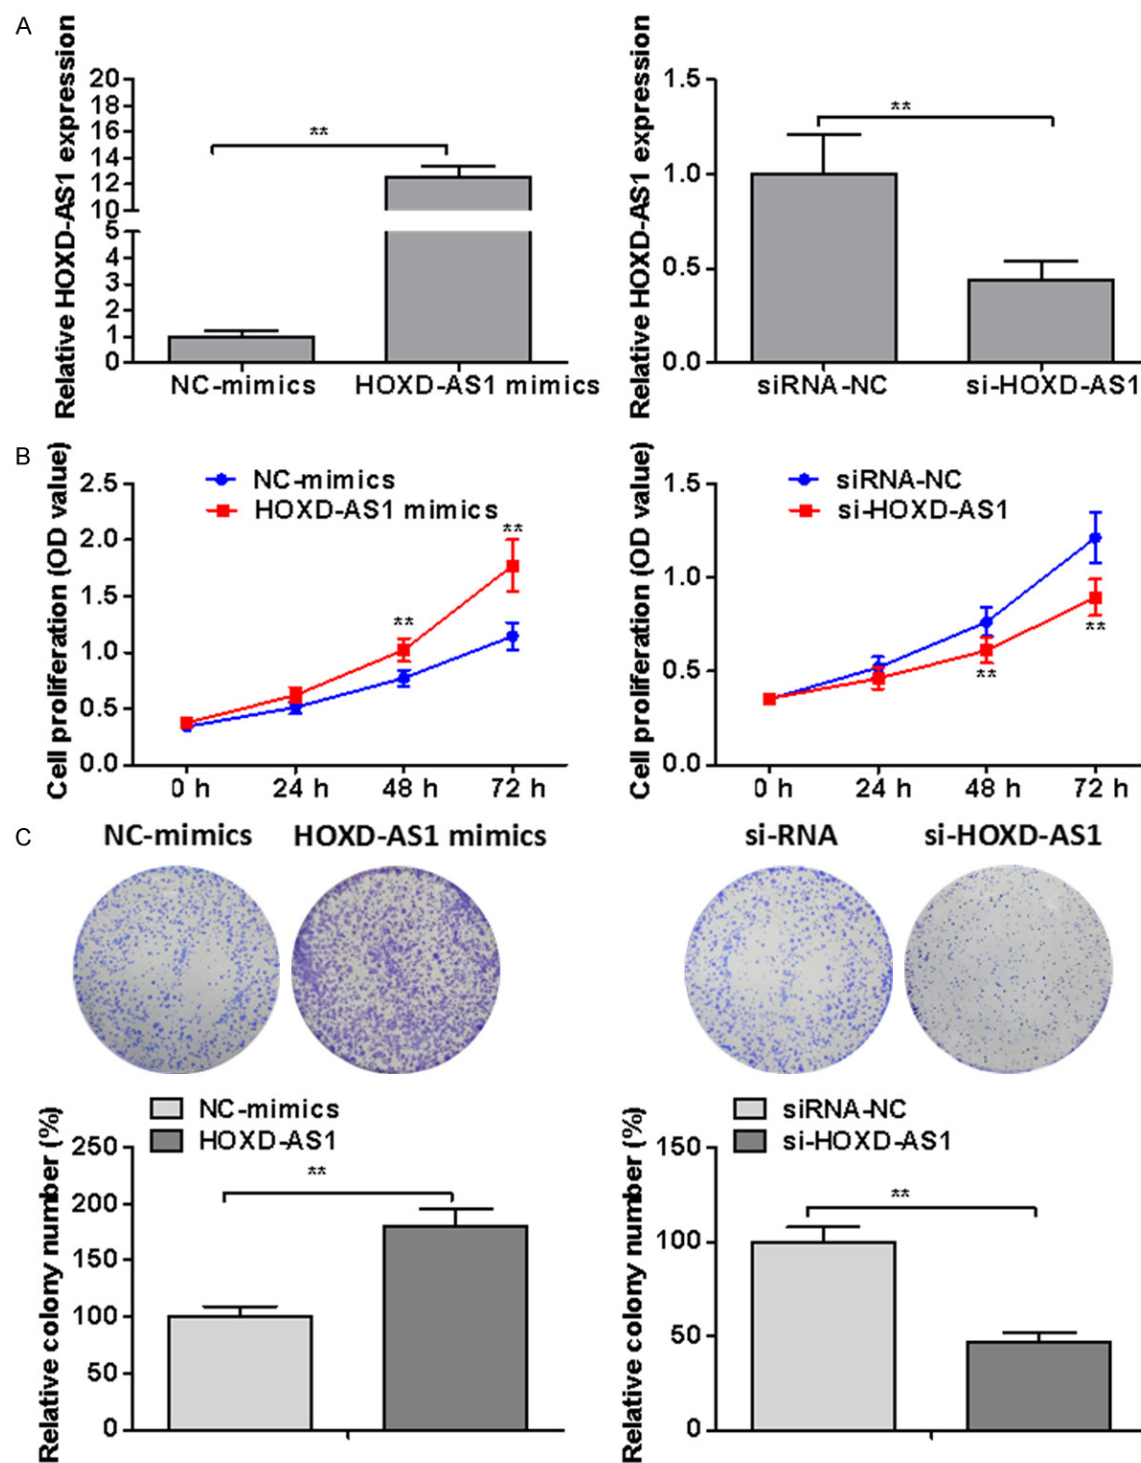 A
Relative HOXD-AS1 expression
20
18
16
14
12
10
5
4
3
2
1
0
**
NC-mimics
HOXD-AS1 mimics
Relative HOXD-AS1 expression
1.5
1.0
0.5
0.0
**
siRNA-NC
si-HOXD-AS1
B
Cell proliferation (OD value)
2.5
2.0
1.5
1.0
0.5
0.0
NC-mimics
HOXD-AS1 mimics
**
**
0 h
24 h
48 h
72 h
Cell proliferation (OD value)
1.5
1.0
0.5
0.0
siRNA-NC
si-HOXD-AS1
**
**
0 h
24 h
48 h
72 h
C
NC-mimics
HOXD-AS1 mimics
si-RNA
si-HOXD-AS1
Relative colony number (%)
250
200
150
100
50
0
NC-mimics
HOXD-AS1
**
Relative colony number (%)
150
100
50
0
siRNA-NC
si-HOXD-AS1
**